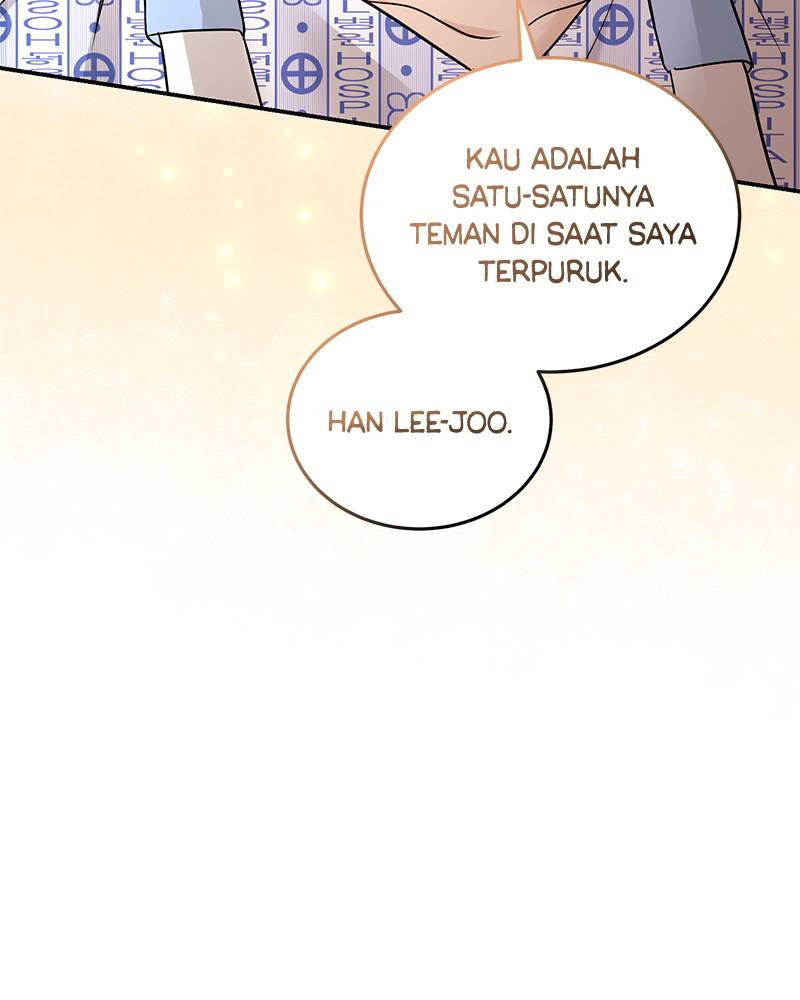 KAU ADALAH
SATU-SATUNYA
TEMAN DI SAAT SAYA
TERPURUK.
HAN LEE-JOO.